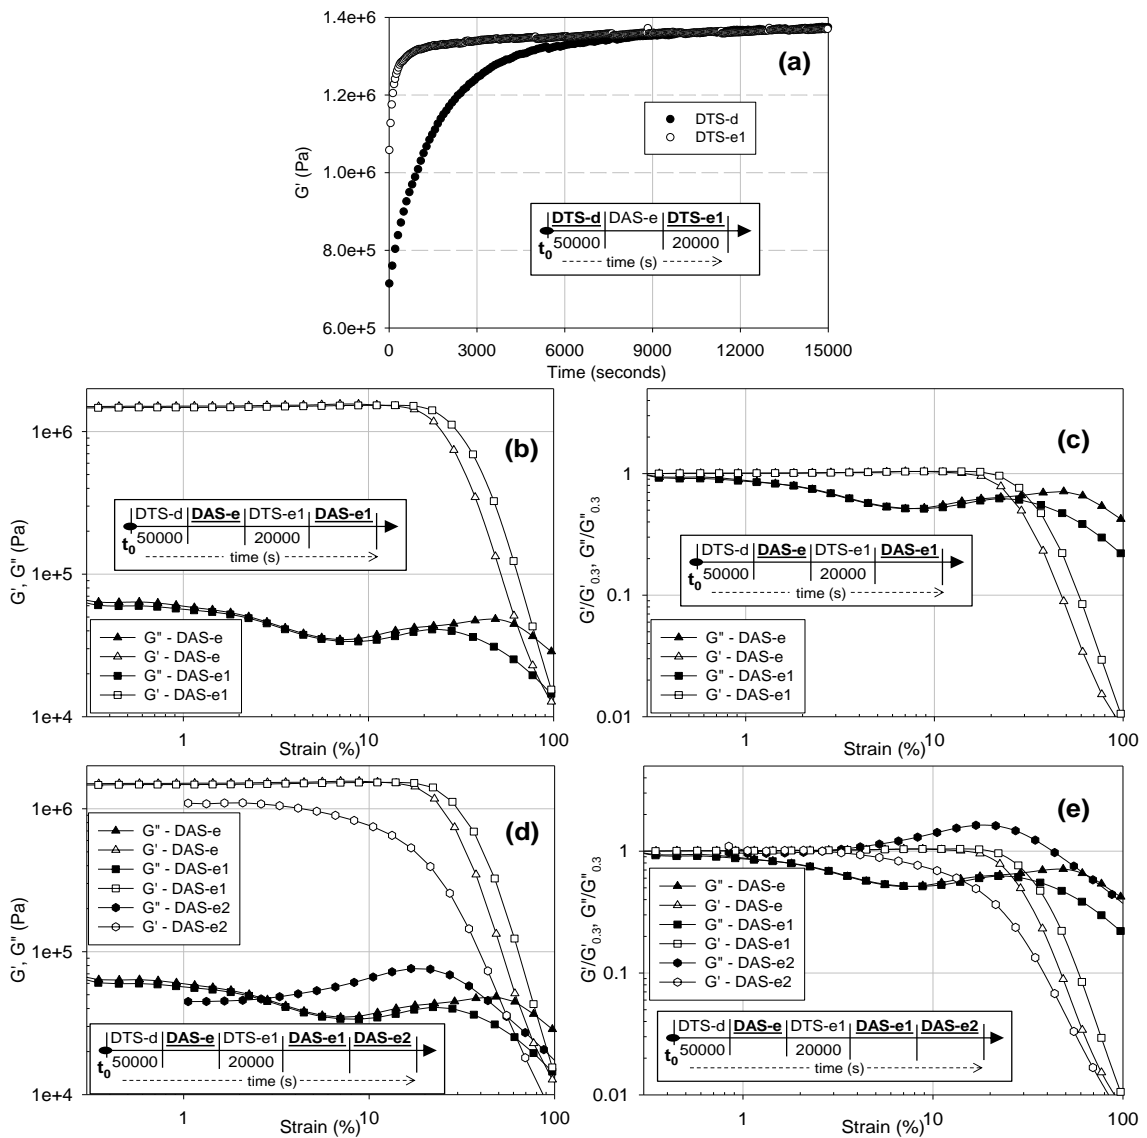 1.4e+6
(a)
1.2e+6
DTS-d
DTS-e1
G' (Pa)
1.0e+6
DTS-d DAS-e DTS-e1
t0 50000 20000
time (s)
8.0e+5
6.0e+5
0 3000 6000 9000 12000 15000
Time (seconds)
(b)
1e+6
DTS-d DAS-e DTS-e1 DAS-e1
t0 50000 20000
time (s)
G', G" (Pa)
1e+5
G" - DAS-e
G' - DAS-e
G" - DAS-e1
G' - DAS-e1
1e+4
1 10 100
Strain (%)
(c)
1
DTS-d DAS-e DTS-e1 DAS-e1
t0 50000 20000
time (s)
G'/G'0.3, G"/G"0.3
0.1
G" - DAS-e
G' - DAS-e
G" - DAS-e1
G' - DAS-e1
0.01
1 10 100
Strain (%)
(d)
1e+6
G" - DAS-e
G' - DAS-e
G" - DAS-e1
G' - DAS-e1
G" - DAS-e2
G' - DAS-e2
G', G" (Pa)
1e+5
DTS-d DAS-e DTS-e1 DAS-e1 DAS-e2
t0 50000 20000
time (s)
1e+4
1 10 100
Strain (%)
(e)
1
G" - DAS-e
G' - DAS-e
G" - DAS-e1
G' - DAS-e1
G" - DAS-e2
G' - DAS-e2
G'/G'0.3, G"/G"0.3
0.1
DTS-d DAS-e DTS-e1 DAS-e1 DAS-e2
t0 50000 20000
time (s)
0.01
1 10 100
Strain (%)